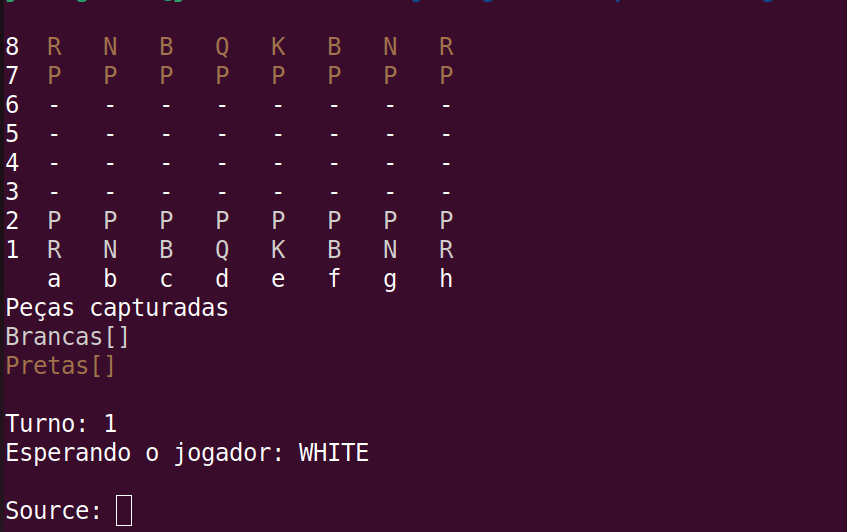 8 R N B Q K B N R
7 P P P P P P P P
6 - - - - - - - -
5 - - - - - - - -
4 - - - - - - - -
3 - - - - - - - -
2 P P P P P P P P
1 R N B Q K B N R
a b c d e f g h
Peças capturadas
Brancas[]
Pretas[]
Turno: 1
Esperando o jogador: WHITE
Source: